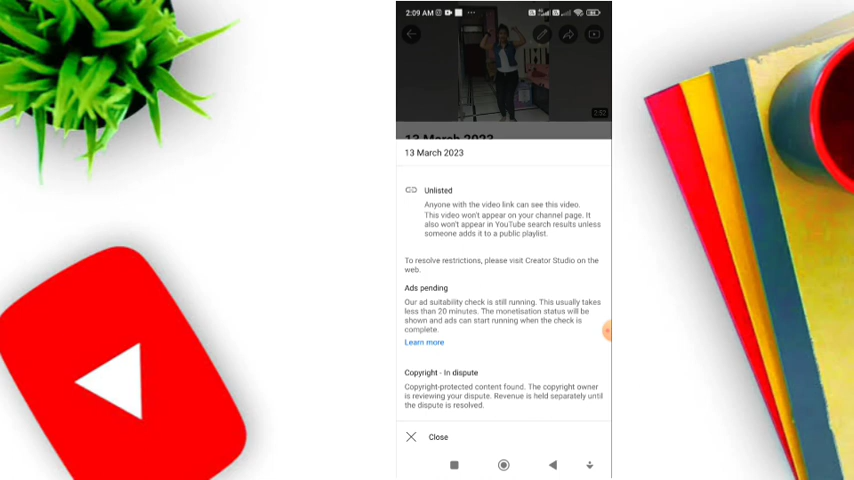 2:09 AM
2:52
13 March 2023
13 March 2023
Unlisted
Anyone with the video link can see this video.
This video won't appear on your channel page. It
also won't appear in YouTube search results unless
someone adds it to a public playlist.
To resolve restrictions, please visit Creator Studio on the
web.
Ads pending
Our ad suitability check is still running. This usually takes
less than 20 minutes. The monetisation status will be
shown and ads can start running when the check is
complete.
Learn more
Copyright - In dispute
Copyright-protected content found. The copyright owner
is reviewing your dispute. Revenue is held separately until
the dispute is resolved.
Close